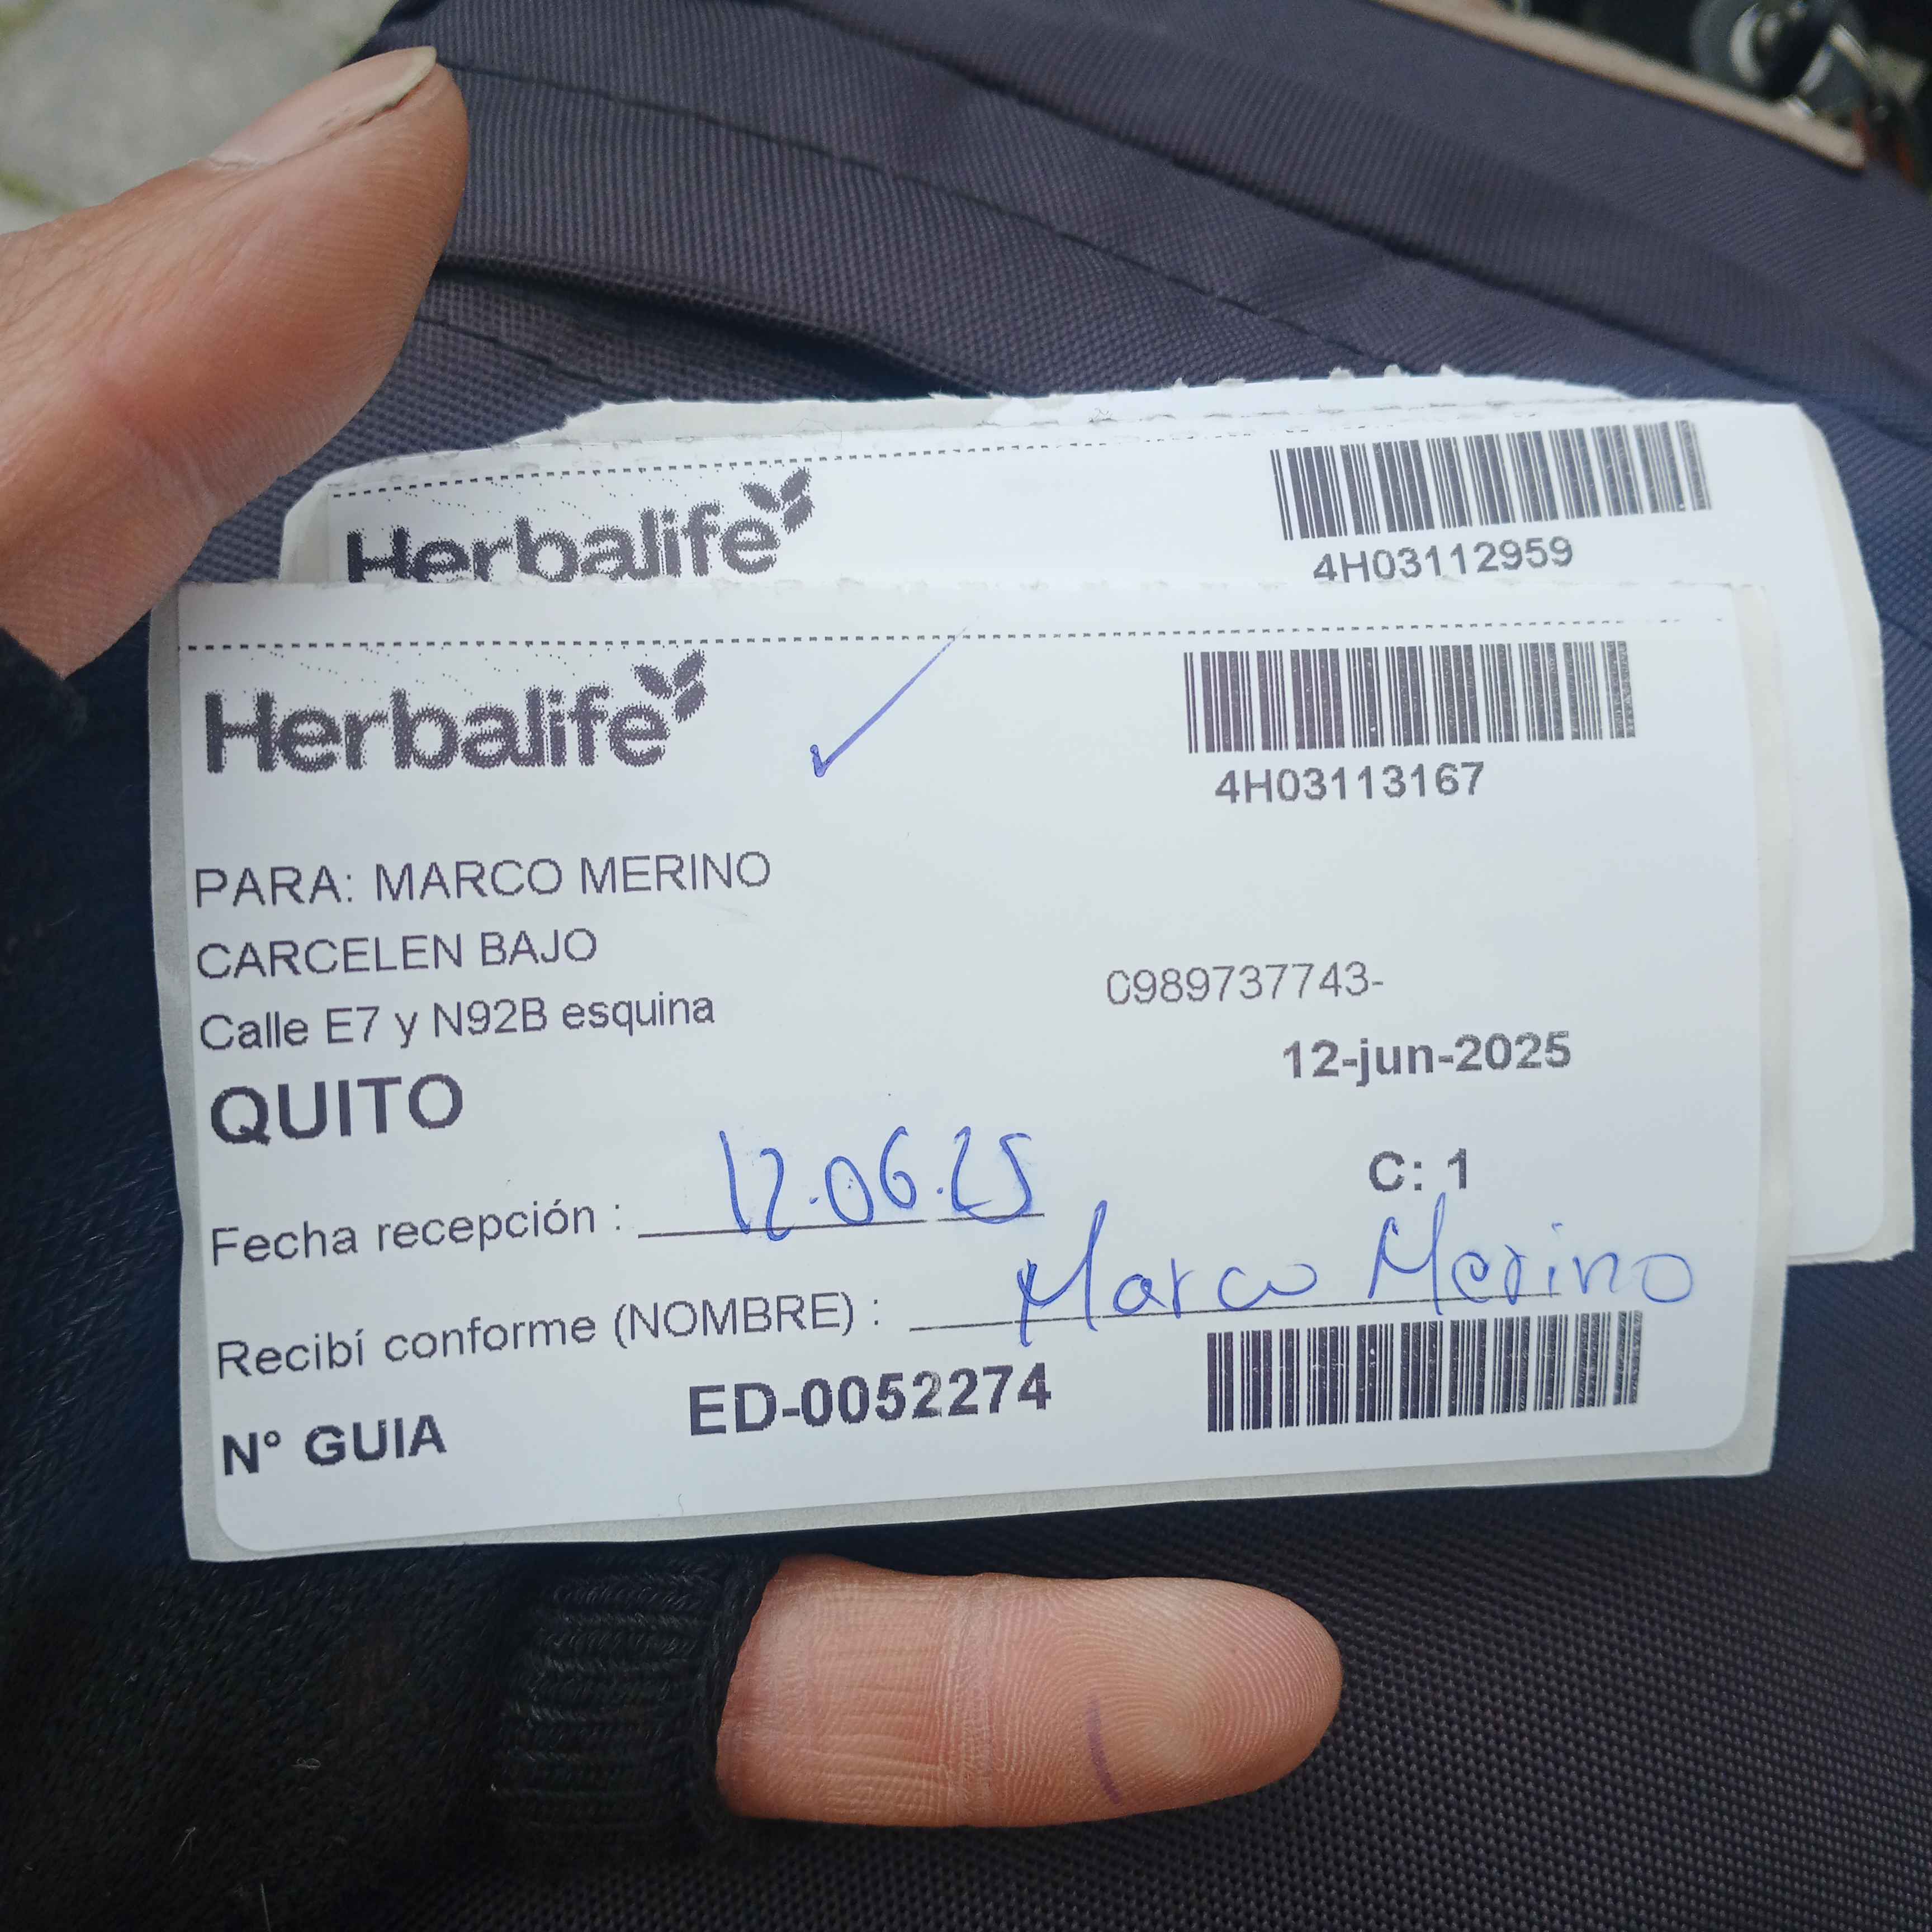 Herbalife
4H03112959
Herbalife
4H03113167
PARA: MARCO MERINO
CARCELEN BAJO
Calle E7 y N92B esquina
0989737743-
12-jun-2025
QUITO
C: 1
Fecha recepción : 12.06.25
Recibí conforme (NOMBRE) : Marco Merino
N° GUIA ED-0052274